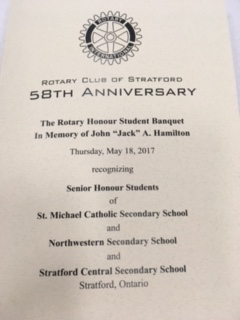 ROTARY
INTERNATIONAL
ROTARY CLUB OF STRATFORD
58TH ANNIVERSARY
The Rotary Honour Student Banquet
In Memory of John “Jack” A. Hamilton
Thursday, May 18, 2017
recognizing
Senior Honour Students
of
St. Michael Catholic Secondary School
and
Northwestern Secondary School
and
Stratford Central Secondary School
Stratford, Ontario